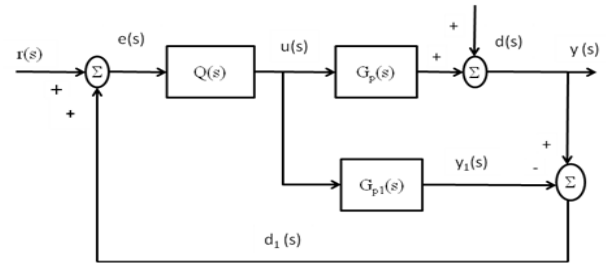 +
d(s)
y (s)
r(s)
e(s)
u(s)
Σ
Q(s)
Gp(s)
+
Σ
+
+
+
-
Gp1(s)
y1(s)
Σ
d1 (s)